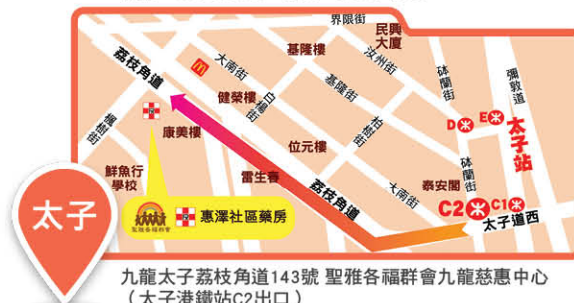 界限街
民興
大廈
基隆樓
汝州街
荔枝角道
大南街
基隆街
砵蘭街
彌敦道
健榮樓
白楊街
柏樹街
D
E
太子站
楓樹街
康美樓
位元樓
砵蘭街
鮮魚行
學校
雷生春
荔枝角道
大南街
泰安閣
C2
C1
太子道西
太子
聖雅各福群會
惠澤社區藥房
九龍太子荔枝角道143號 聖雅各福群會九龍慈惠中心
（太子港鐵站C2出口）